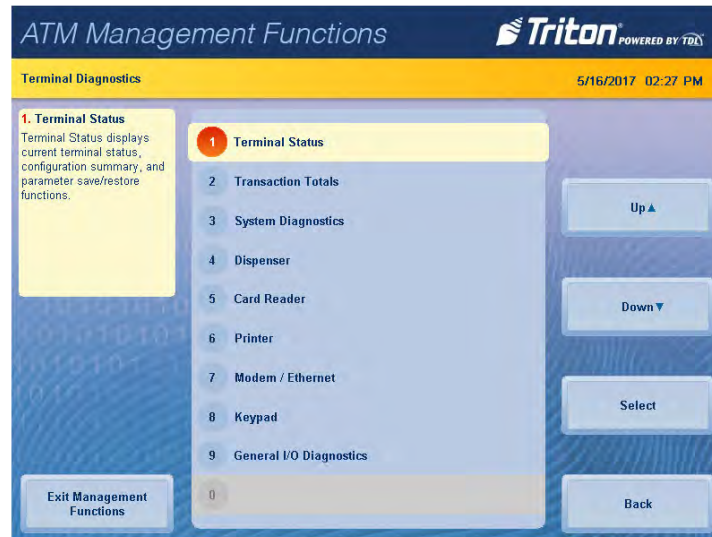 ATM Management Functions
Triton POWERED BY TDL
Terminal Diagnostics
5/16/2017 02:27 PM
1. Terminal Status
Terminal Status displays
current terminal status,
configuration summary, and
parameter save/restore
functions.
1 Terminal Status
2 Transaction Totals
3 System Diagnostics
4 Dispenser
5 Card Reader
6 Printer
7 Modem / Ethernet
8 Keypad
9 General I/O Diagnostics
0
Up▲
Down▼
Select
Back
Exit Management
Functions